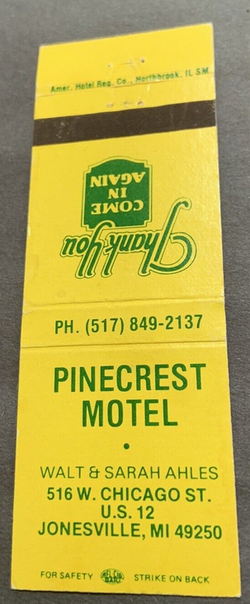 Amer. Hotel Reg. Co., Northbrook, IL SM
Thank You
COME
IN
AGAIN
PH. (517) 849-2137
PINECREST
MOTEL
•
WALT & SARAH AHLES
516 W. CHICAGO ST.
U.S. 12
JONESVILLE, MI 49250
FOR SAFETY STRIKE ON BACK